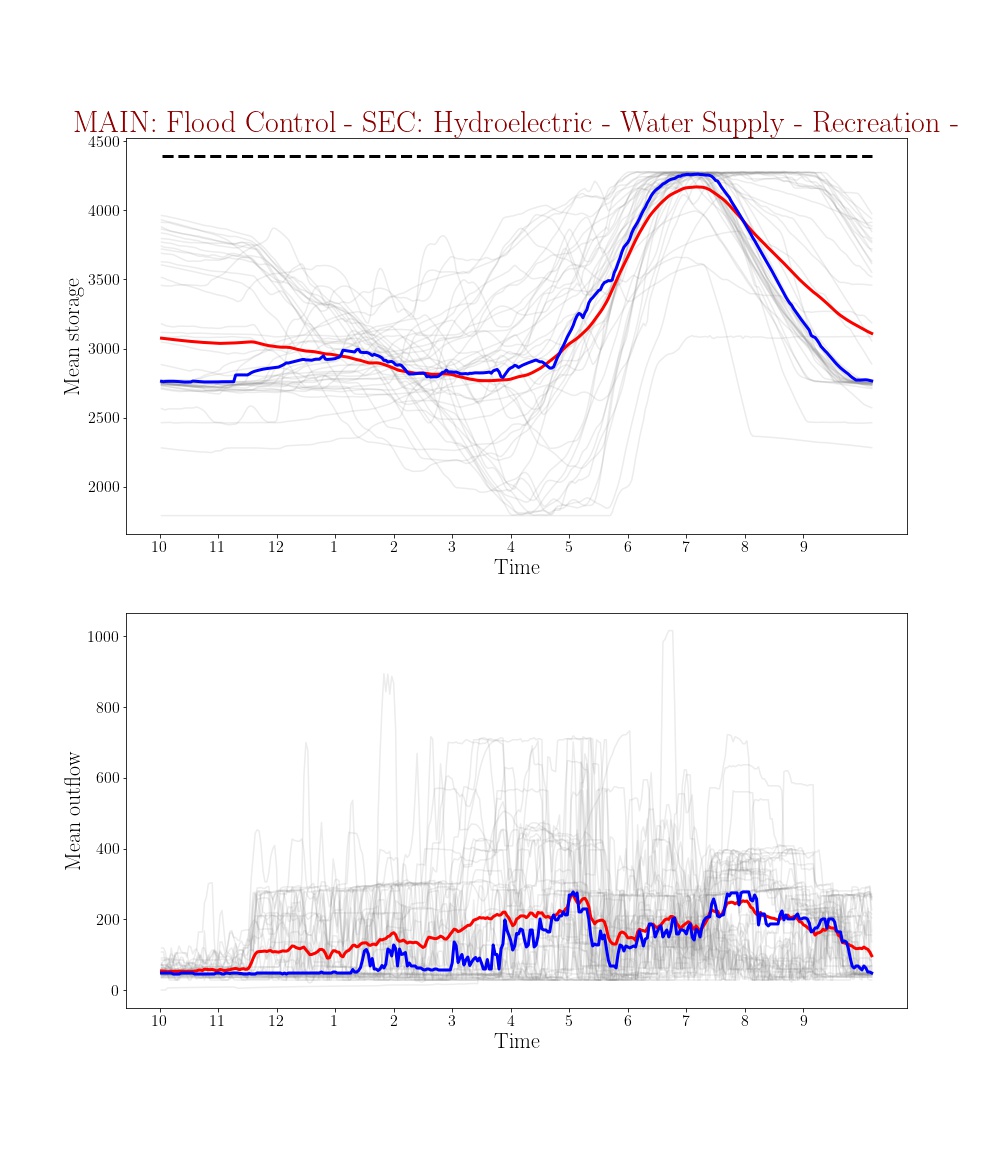 MAIN: Flood Control - SEC: Hydroelectric - Water Supply - Recreation -
4500
4000
3500
3000
2500
2000
Mean storage
10 11 12 1 2 3 4 5 6 7 8 9
Time
1000
800
600
400
200
0
Mean outflow
10 11 12 1 2 3 4 5 6 7 8 9
Time